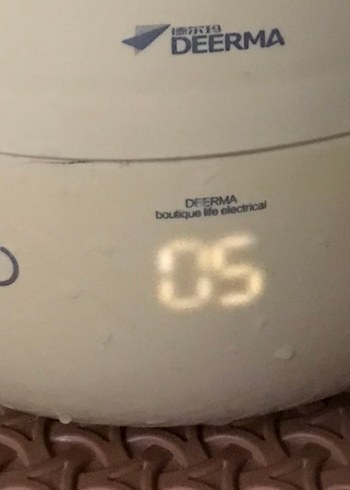 德尔玛
DEERMA
DEERMA
boutique life electrical
05